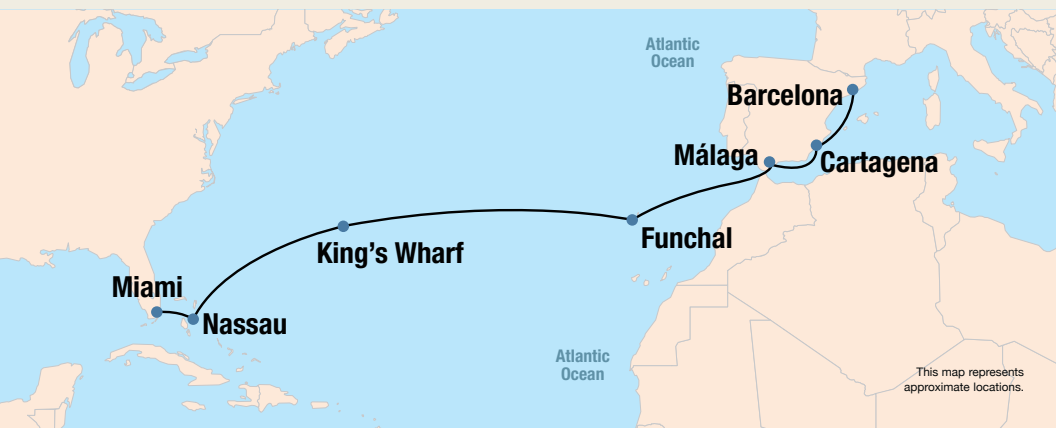 Atlantic
Ocean
Barcelona
Málaga
Cartagena
Funchal
King's Wharf
Miami
Nassau
Atlantic
Ocean
This map represents
approximate locations.